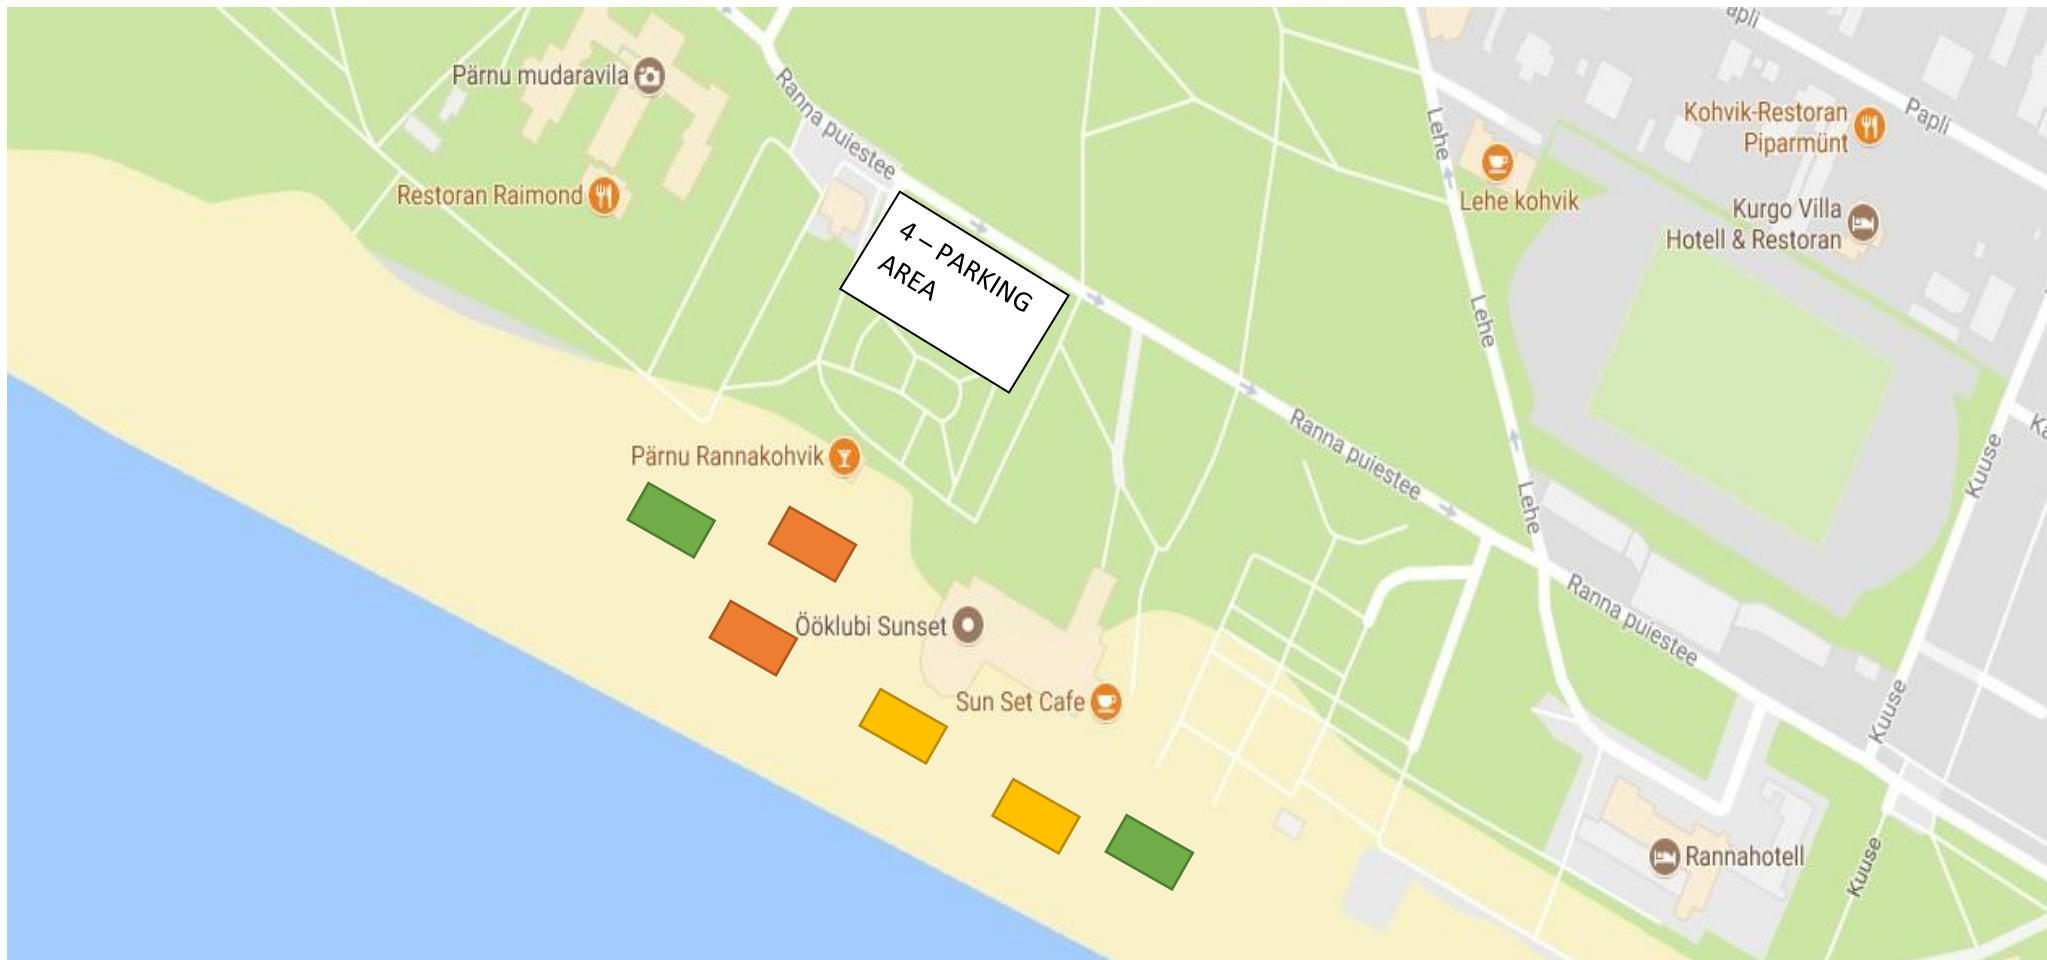 apli
Pärnu mudaravila
Ranna puiestee
Restoran Raimond
4 – PARKING
AREA
Lehe
Lehe kohvik
Kohvik-Restoran
Piparmünt
Papli
Kurgo Villa
Hotell & Restoran
Lehe
Pärnu Rannakohvik
Ranna puiestee
Lehe
Kuuse
Ööklubi Sunset
Sun Set Cafe
Ranna puiestee
Kuuse
Rannahotell
Kuuse